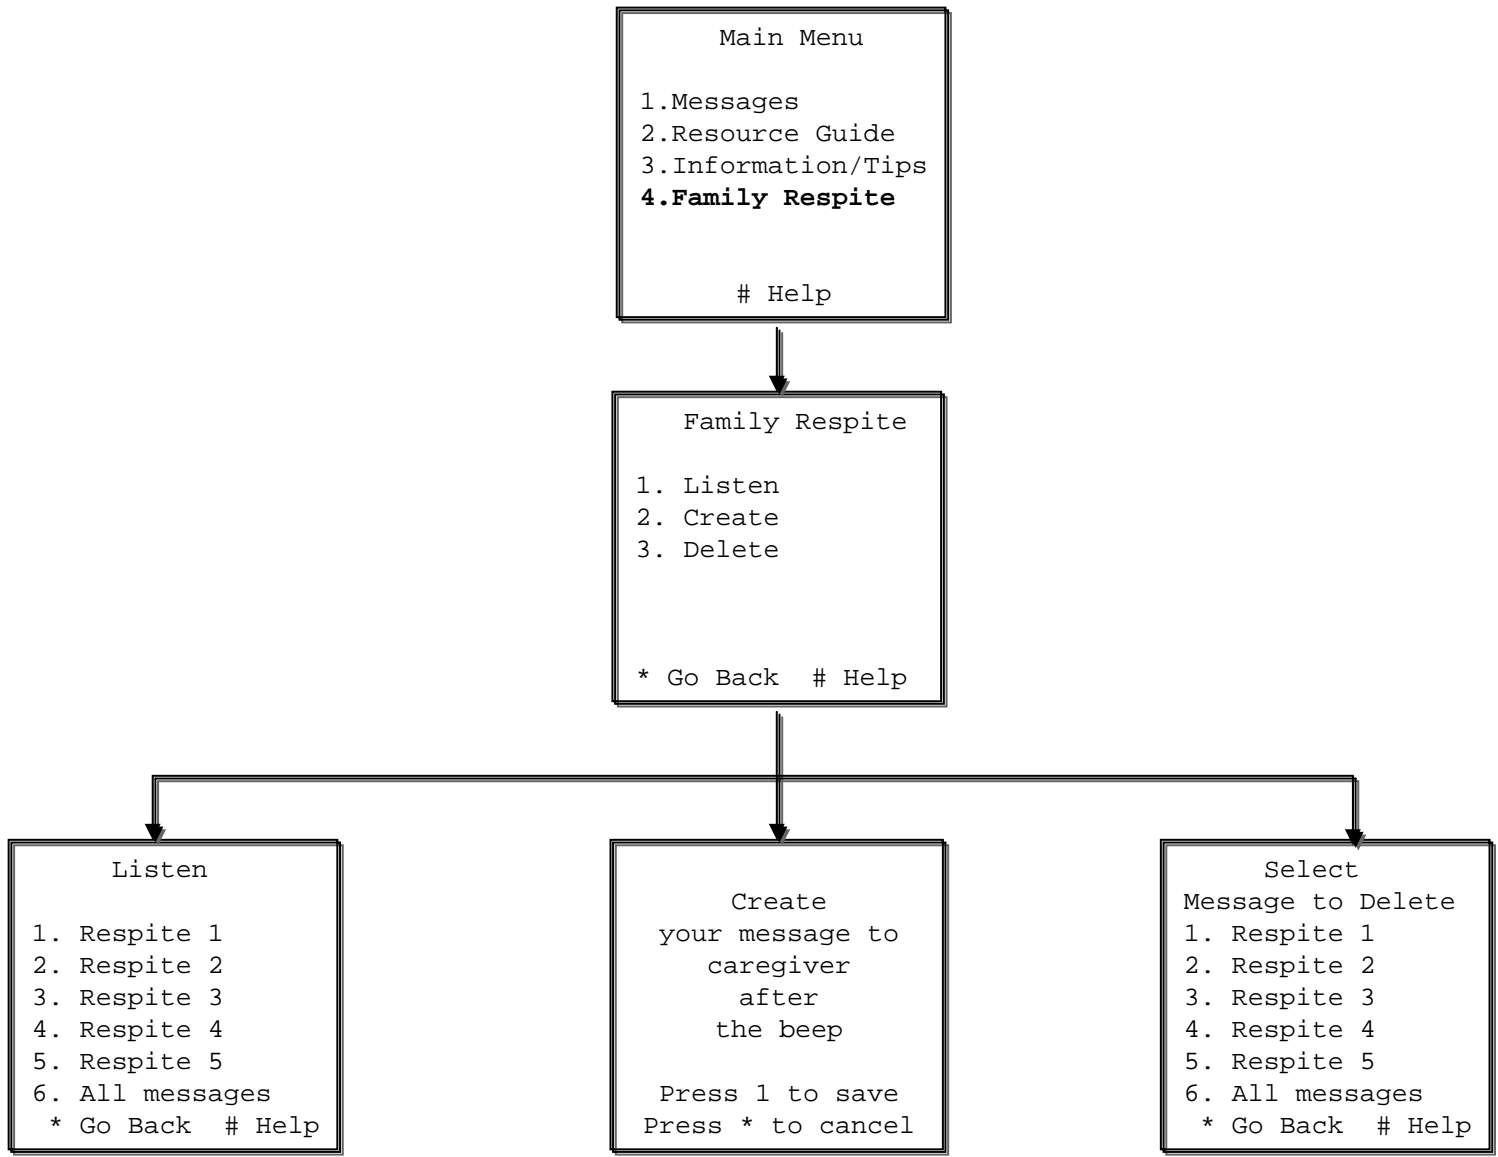 Main Menu
1.Messages
2.Resource Guide
3.Information/Tips
4.Family Respite
# Help
Family Respite
1. Listen
2. Create
3. Delete
* Go Back  # Help
Listen
1. Respite 1
2. Respite 2
3. Respite 3
4. Respite 4
5. Respite 5
6. All messages
* Go Back  # Help
Create
your message to
caregiver
after
the beep
Press 1 to save
Press * to cancel
Select
Message to Delete
1. Respite 1
2. Respite 2
3. Respite 3
4. Respite 4
5. Respite 5
6. All messages
* Go Back  # Help